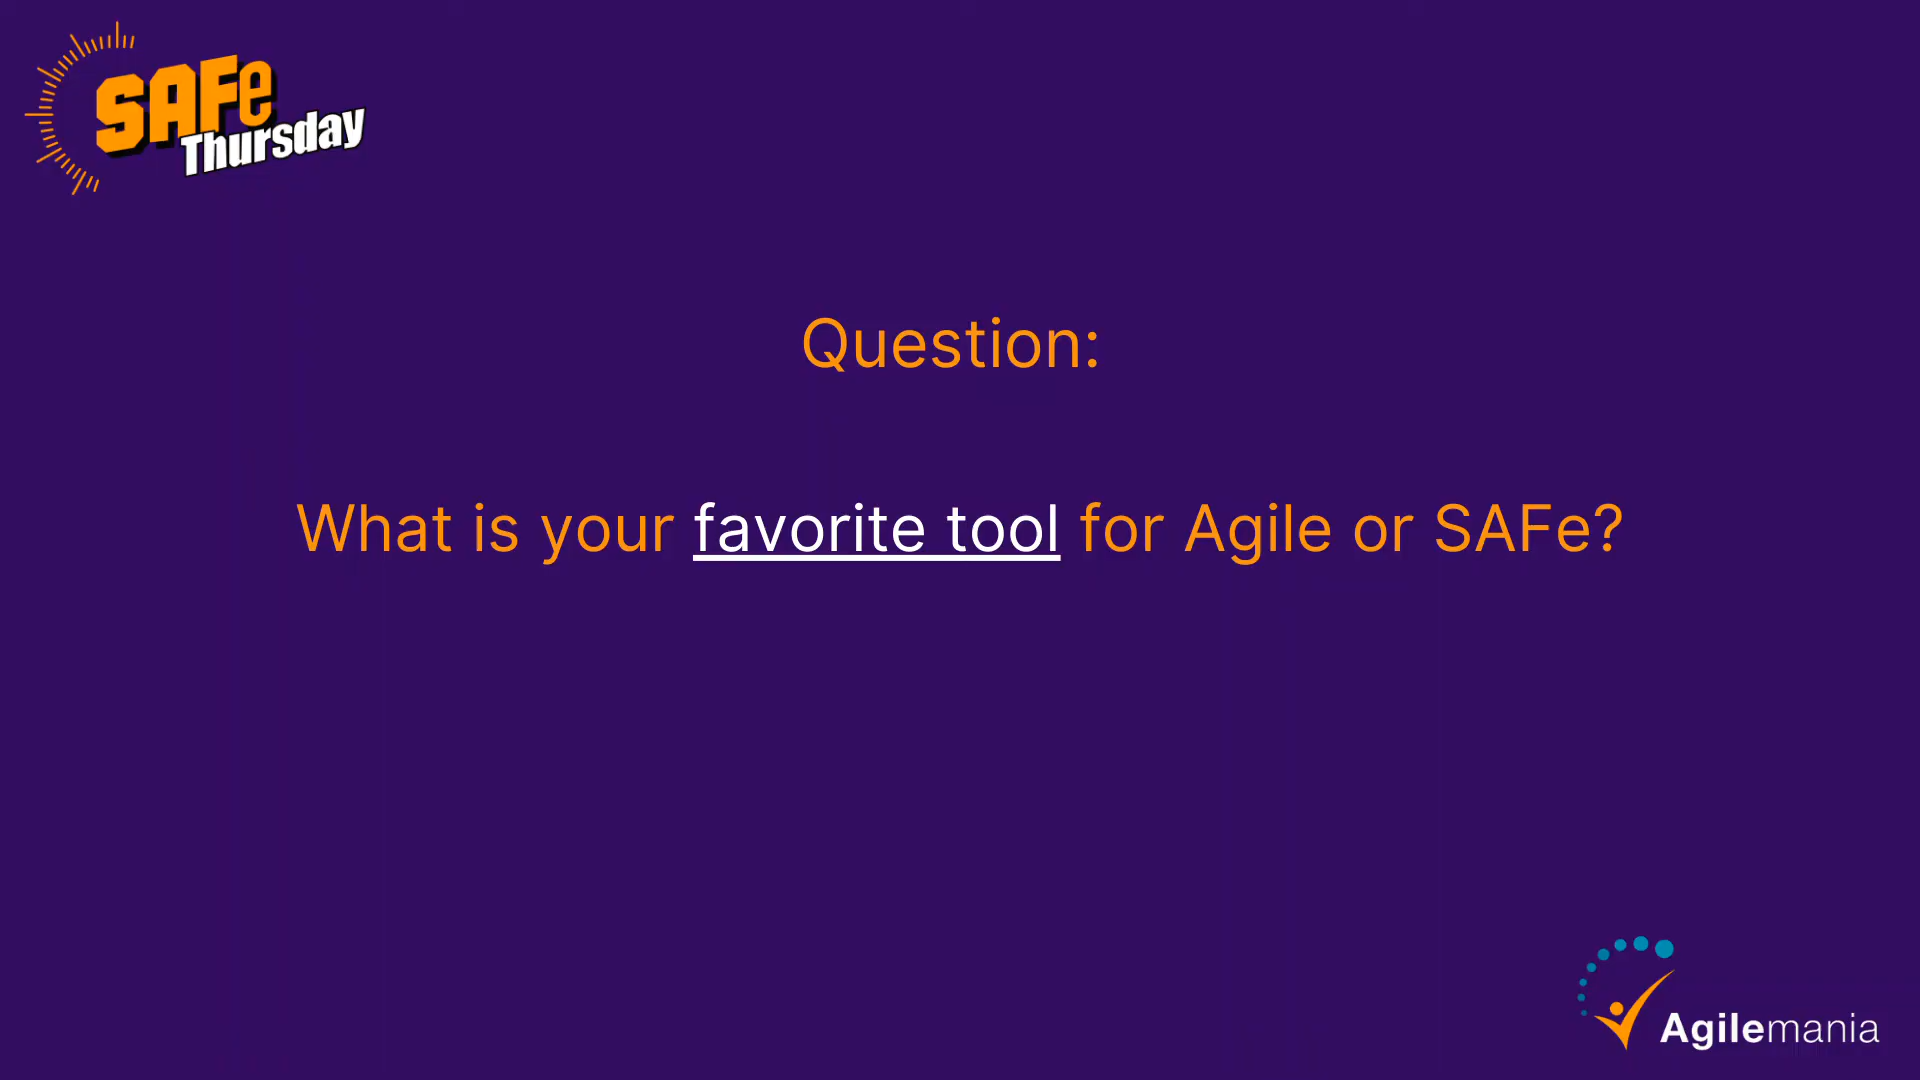 SAFe
Thursday
Question:
What is your favorite tool for Agile or SAFe?
Agilemania